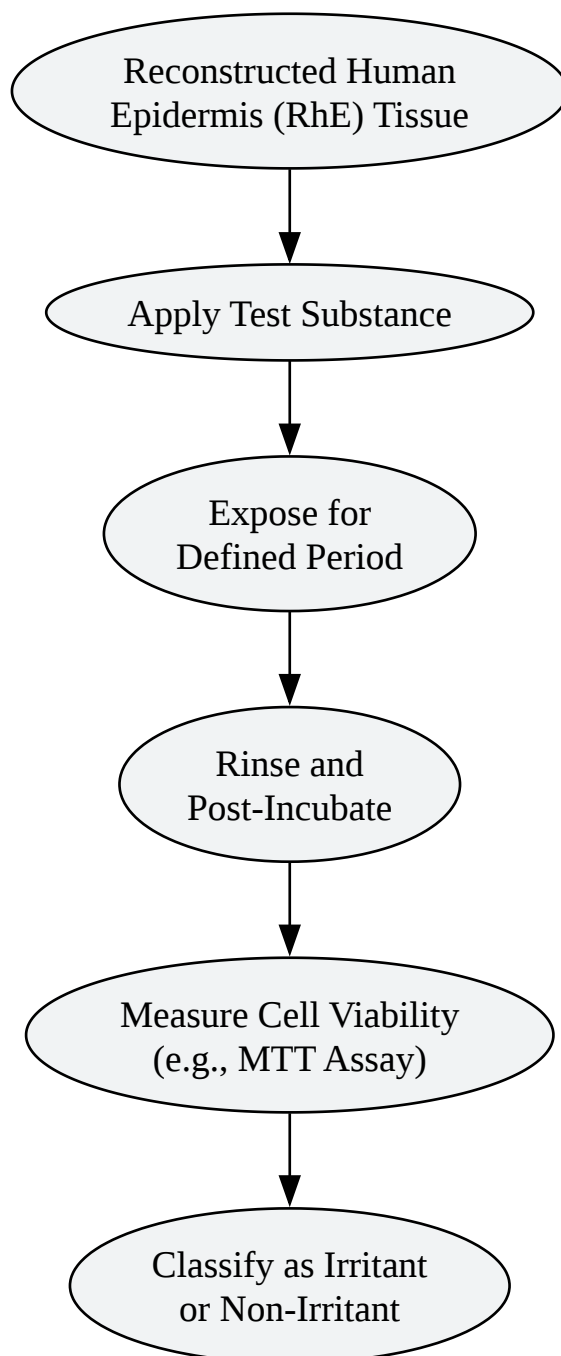 Reconstructed Human
Epidermis (RhE) Tissue
Apply Test Substance
Expose for
Defined Period
Rinse and
Post-Incubate
Measure Cell Viability
(e.g., MTT Assay)
Classify as Irritant
or Non-Irritant